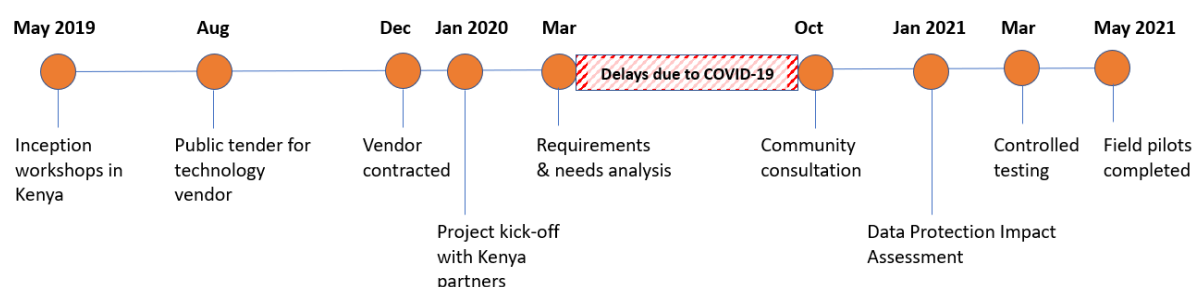 May 2019
Aug
Dec
Jan 2020
Mar
Oct
Jan 2021
Mar
May 2021
Delays due to COVID-19
Inception
workshops in
Kenya
Public tender for
technology
vendor
Vendor
contracted
Project kick-off
with Kenya
partners
Requirements
& needs analysis
Community
consultation
Data Protection Impact
Assessment
Controlled
testing
Field pilots
completed